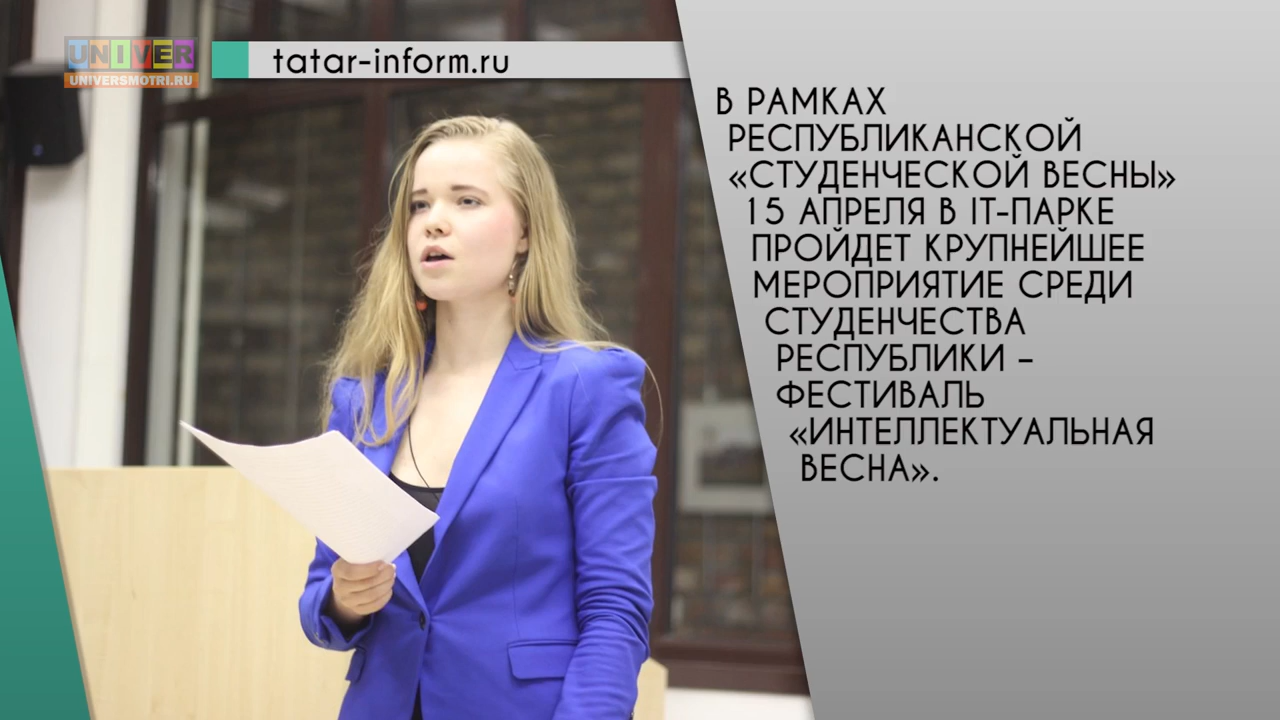 UNIVER
UNIVERSMOTRI.RU
tatar-inform.ru
В РАМКАХ
РЕСПУБЛИКАНСКОЙ
«СТУДЕНЧЕСКОЙ ВЕСНЫ»
15 АПРЕЛЯ В IT-ПАРКЕ
ПРОЙДЕТ КРУПНЕЙШЕЕ
МЕРОПРИЯТИЕ СРЕДИ
СТУДЕНЧЕСТВА
РЕСПУБЛИКИ –
ФЕСТИВАЛЬ
«ИНТЕЛЛЕКТУАЛЬНАЯ
ВЕСНА».